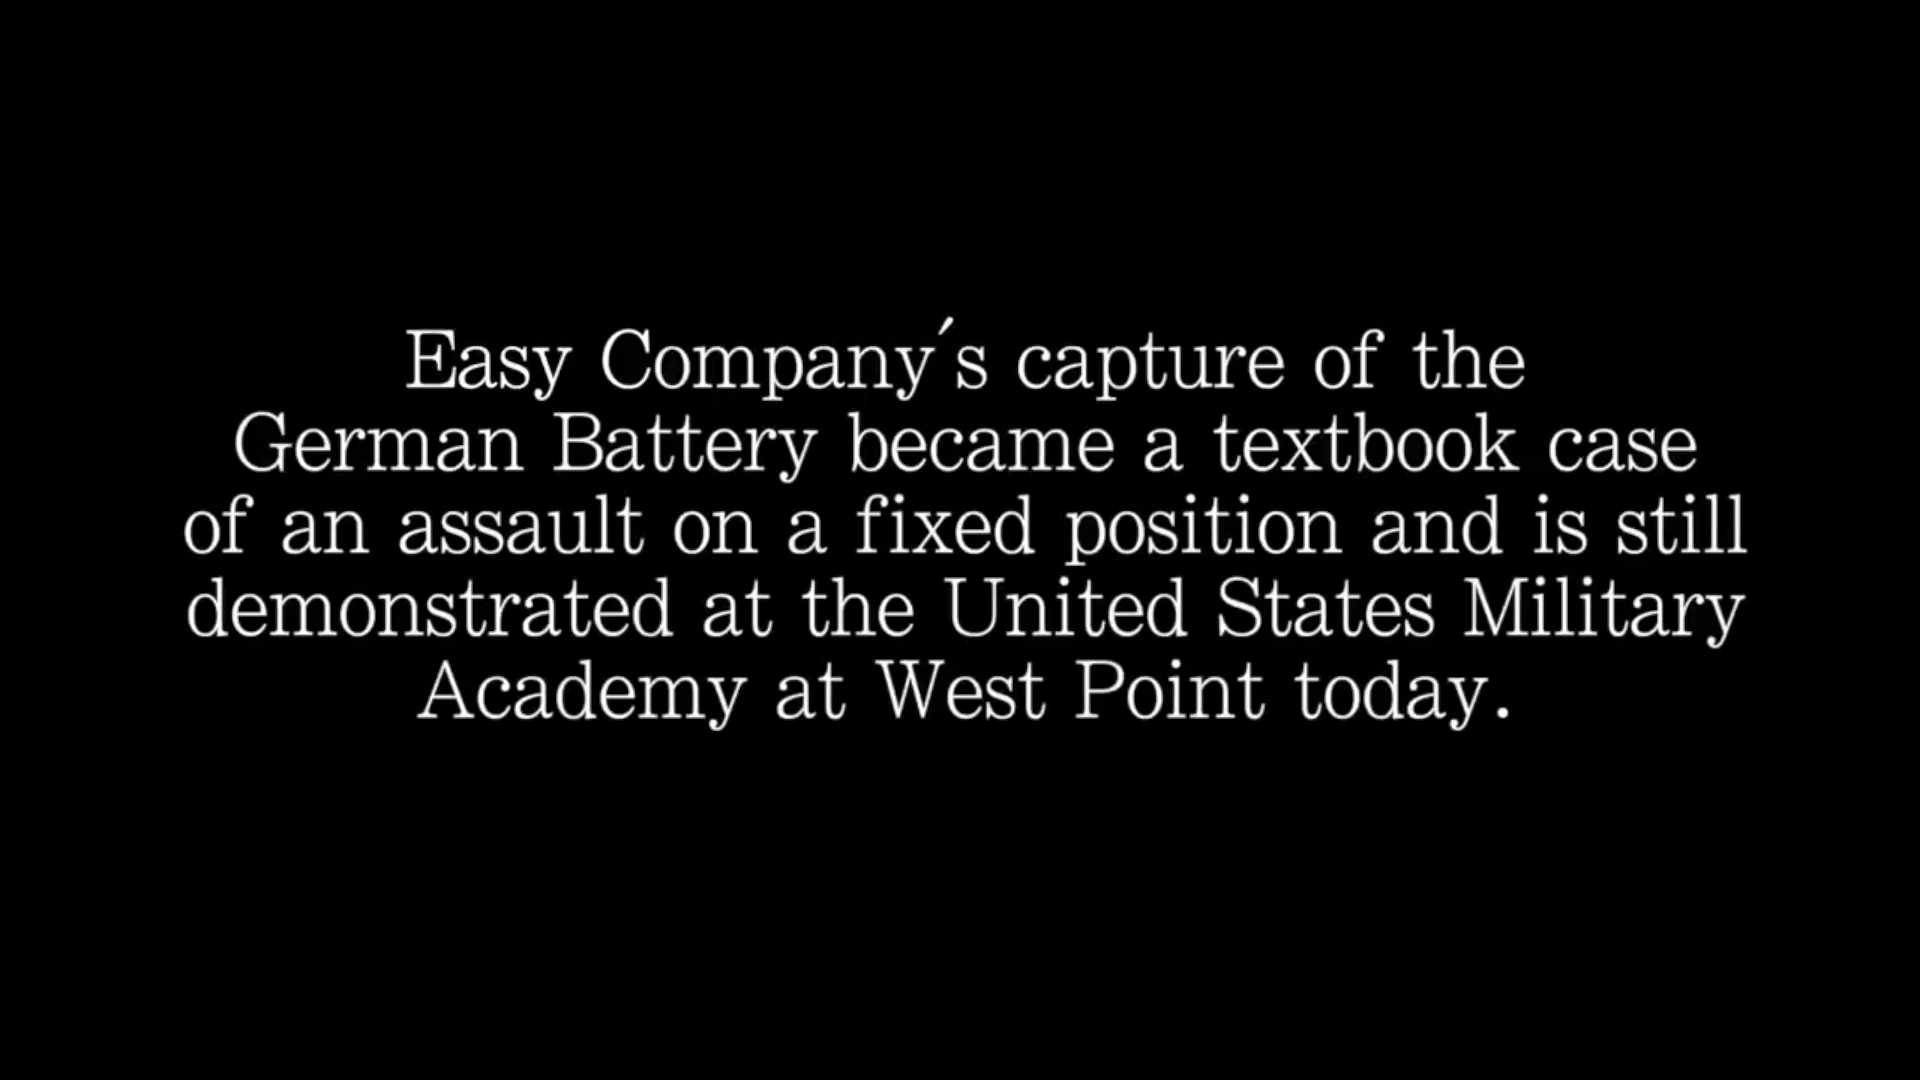 Easy Company's capture of the
German Battery became a textbook case
of an assault on a fixed position and is still
demonstrated at the United States Military
Academy at West Point today.